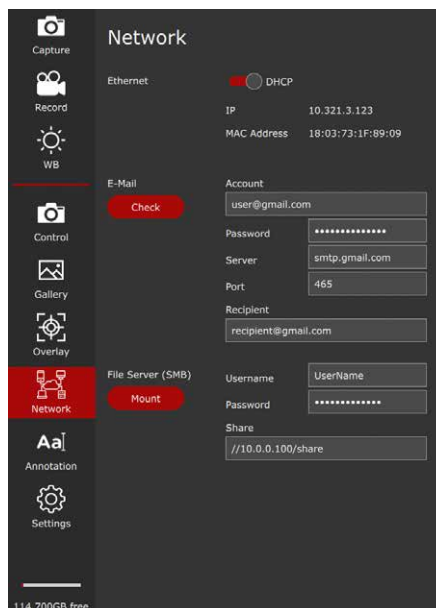 Capture
Record
WB
Control
Gallery
Overlay
Network
Aa
Annotation
Settings
114.700GB free
Network
Ethernet
DHCP
IP 10.321.3.123
MAC Address 18:03:73:1F:89:09
E-Mail
Check
Account
user@gmail.com
Password ••••••••••••••
Server smtp.gmail.com
Port 465
Recipient
recipient@gmail.com
File Server (SMB)
Mount
Username UserName
Password •••••••••••••
Share
//10.0.0.100/share